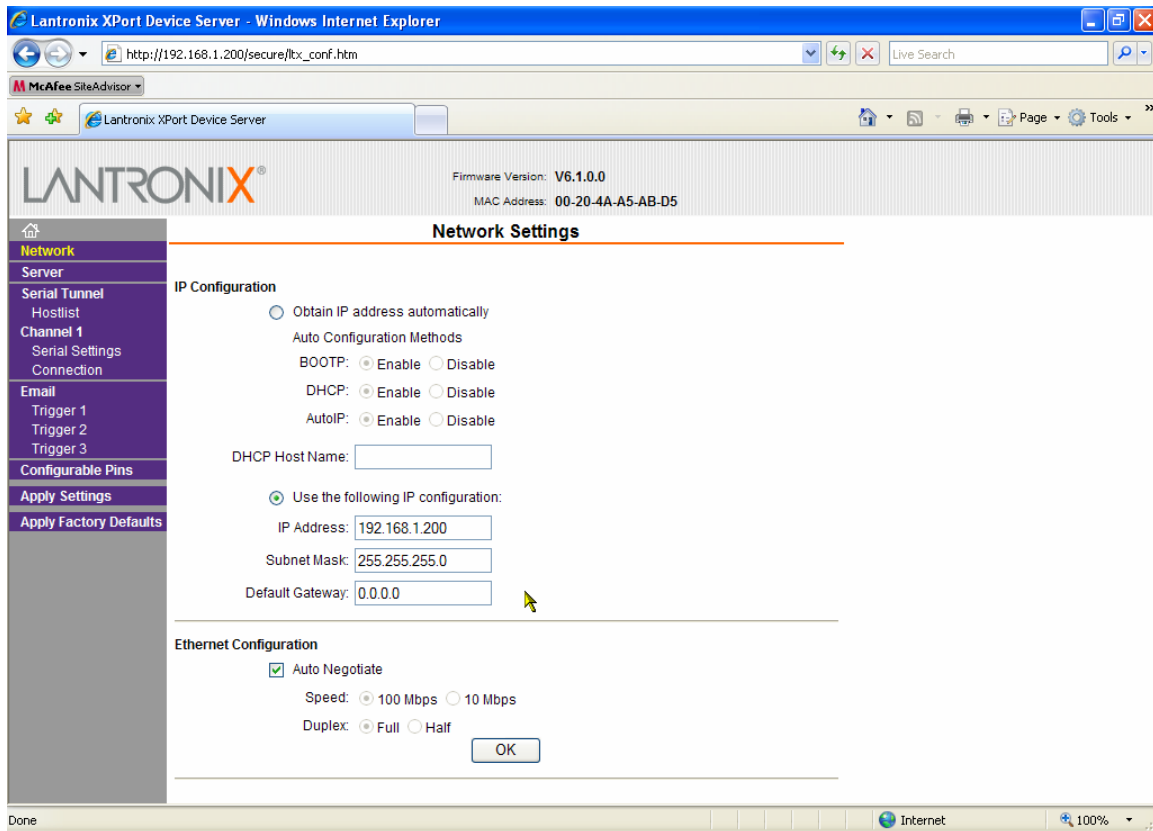 Lantronix XPort Device Server - Windows Internet Explorer
http://192.168.1.200/secure/ltx_conf.htm
Live Search
McAfee SiteAdvisor
Lantronix XPort Device Server
Page
Tools
LANTRONIX®
Firmware Version: V6.1.0.0
MAC Address: 00-20-4A-A5-AB-D5
Network
Server
Serial Tunnel
Hostlist
Channel 1
Serial Settings
Connection
Email
Trigger 1
Trigger 2
Trigger 3
Configurable Pins
Apply Settings
Apply Factory Defaults
Network Settings
IP Configuration
Obtain IP address automatically
Auto Configuration Methods
BOOTP: Enable Disable
DHCP: Enable Disable
AutoIP: Enable Disable
DHCP Host Name:
Use the following IP configuration:
IP Address: 192.168.1.200
Subnet Mask: 255.255.255.0
Default Gateway: 0.0.0.0
Ethernet Configuration
Auto Negotiate
Speed: 100 Mbps 10 Mbps
Duplex: Full Half
OK
Done
Internet
100%